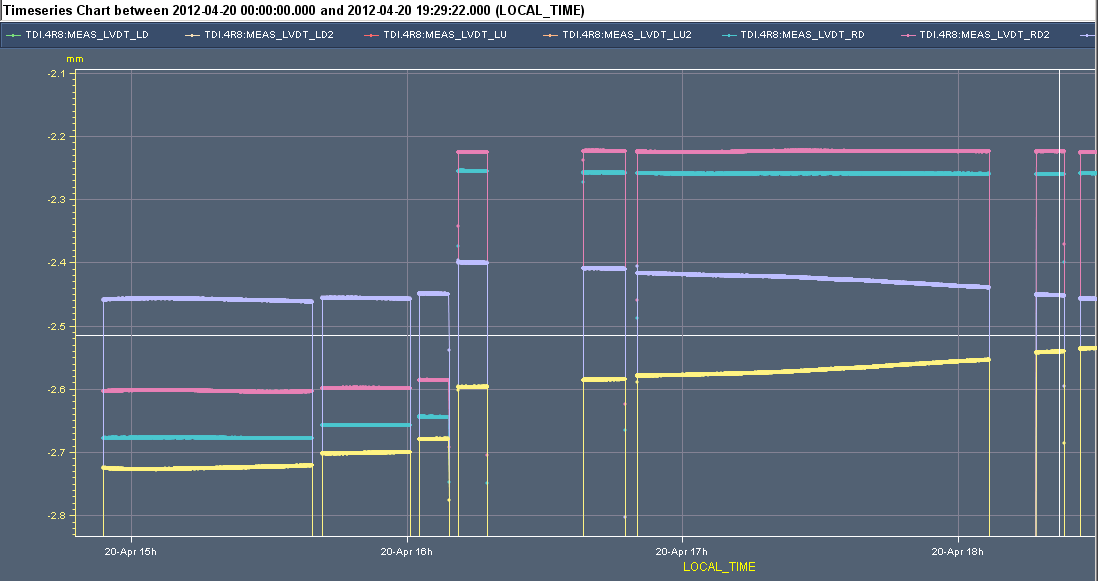 Timeseries Chart between 2012-04-20 00:00:00.000 and 2012-04-20 19:29:22.000 (LOCAL_TIME)
TDI.4R8:MEAS_LVDT_LD TDI.4R8:MEAS_LVDT_LD2 TDI.4R8:MEAS_LVDT_LU TDI.4R8:MEAS_LVDT_LU2 TDI.4R8:MEAS_LVDT_RD TDI.4R8:MEAS_LVDT_RD2
mm
-2.1
-2.2
-2.3
-2.4
-2.5
-2.6
-2.7
-2.8
20-Apr 15h 20-Apr 16h 20-Apr 17h 20-Apr 18h
LOCAL_TIME